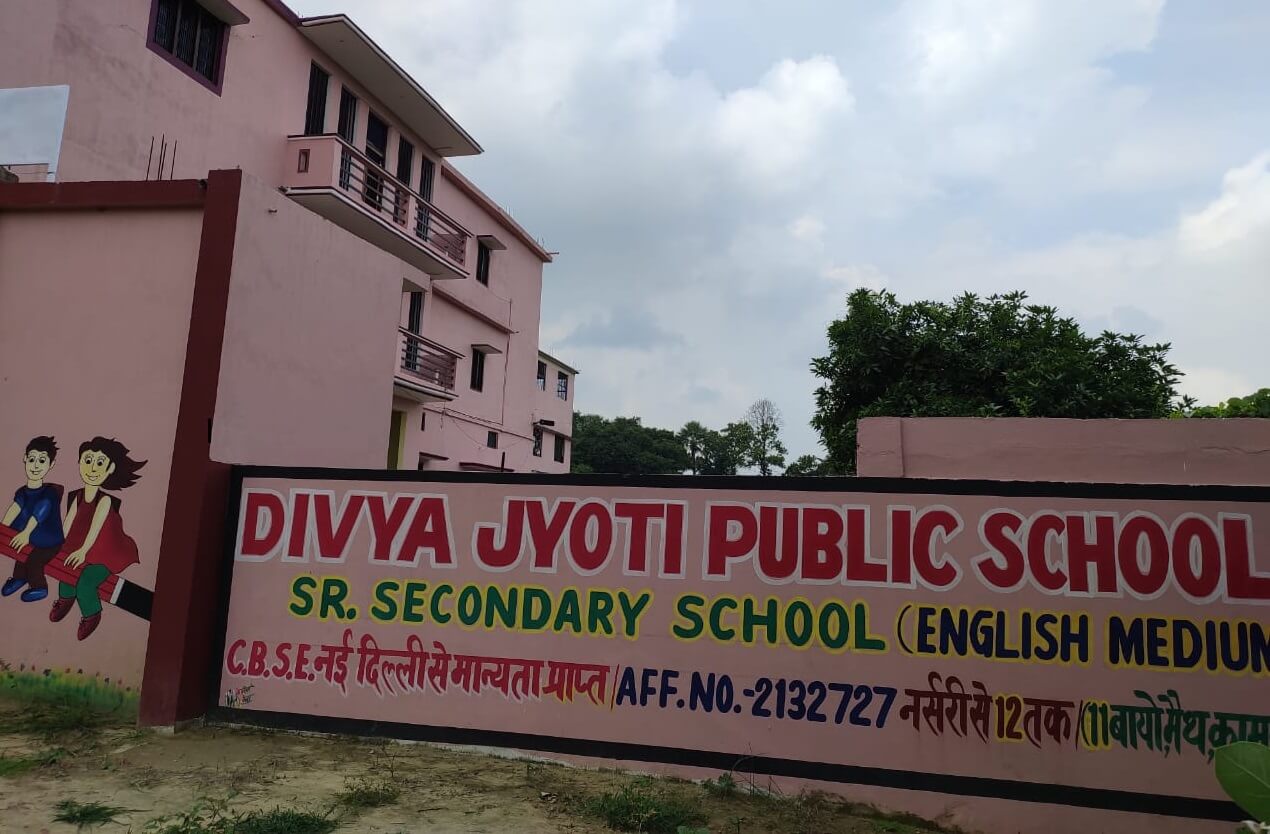 DIVYA JYOTI PUBLIC SCHOOL
SR. SECONDARY SCHOOL (ENGLISH MEDIUM
C.B.S.E. नई दिल्ली से मान्यता प्राप्त / AFF. NO.-2132727 नर्सरी से 12 तक / (11 बायो, मैथ,